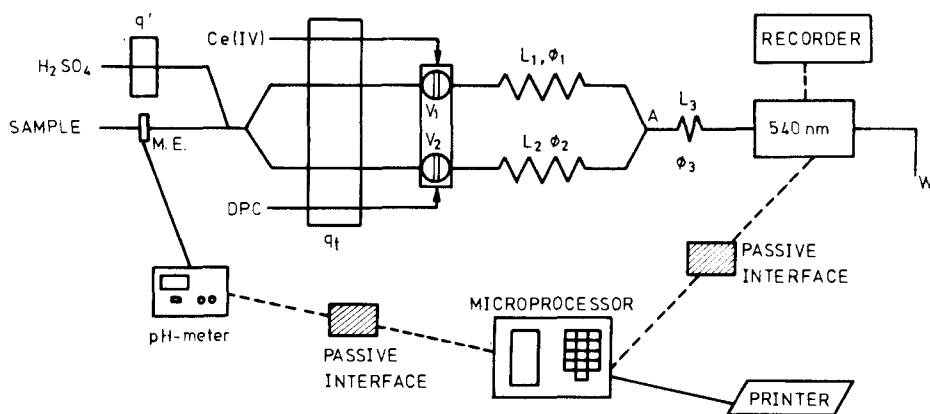 q'
Ce(IV)
H₂SO₄
SAMPLE
M.E.
V₁
V₂
DPC
qₜ
L₁, ϕ₁
L₂ ϕ₂
A
L₃
ϕ₃
RECORDER
540 nm
W
pH-meter
PASSIVE
INTERFACE
MICROPROCESSOR
PASSIVE
INTERFACE
PRINTER